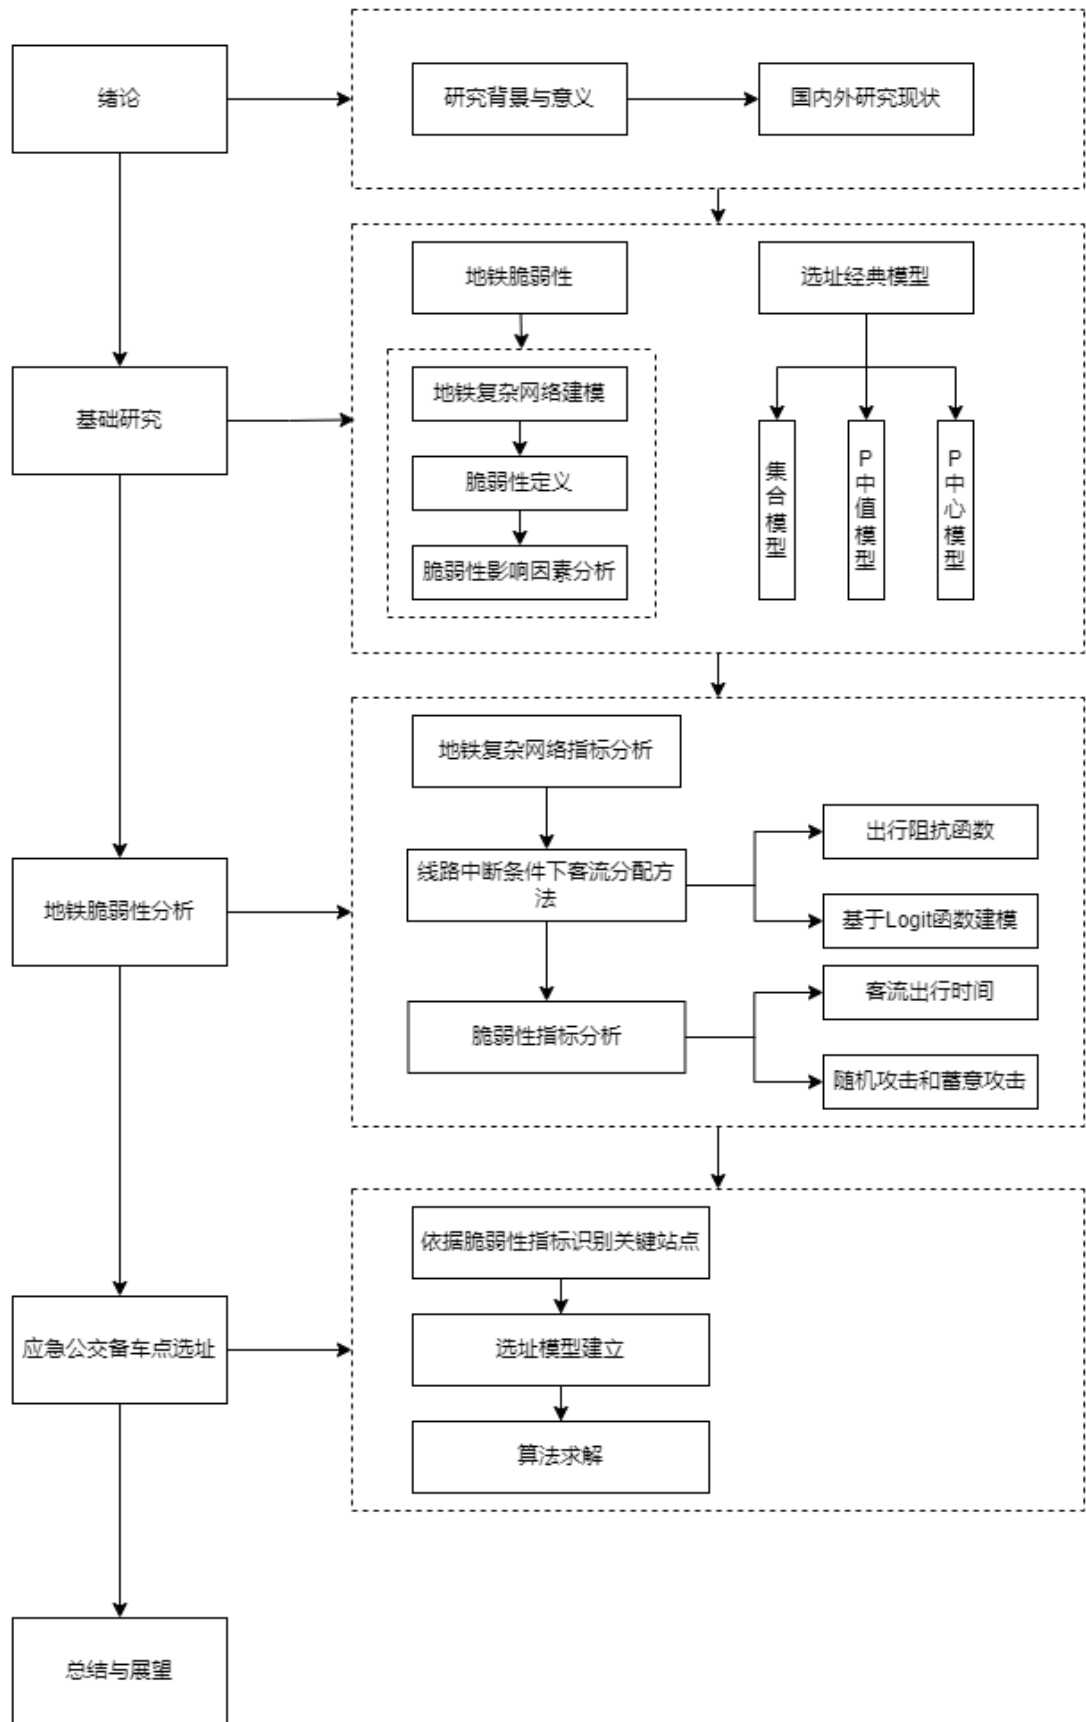 绪论
研究背景与意义
国内外研究现状
地铁脆弱性
选址经典模型
基础研究
地铁复杂网络建模
脆弱性定义
脆弱性影响因素分析
集合模型
P中值模型
P中心模型
地铁脆弱性分析
地铁复杂网络指标分析
线路中断条件下客流分配方
法
出行阻抗函数
基于Logit函数建模
脆弱性指标分析
客流出行时间
随机攻击和蓄意攻击
应急公交备车点选址
依据脆弱性指标识别关键站点
选址模型建立
算法求解
总结与展望